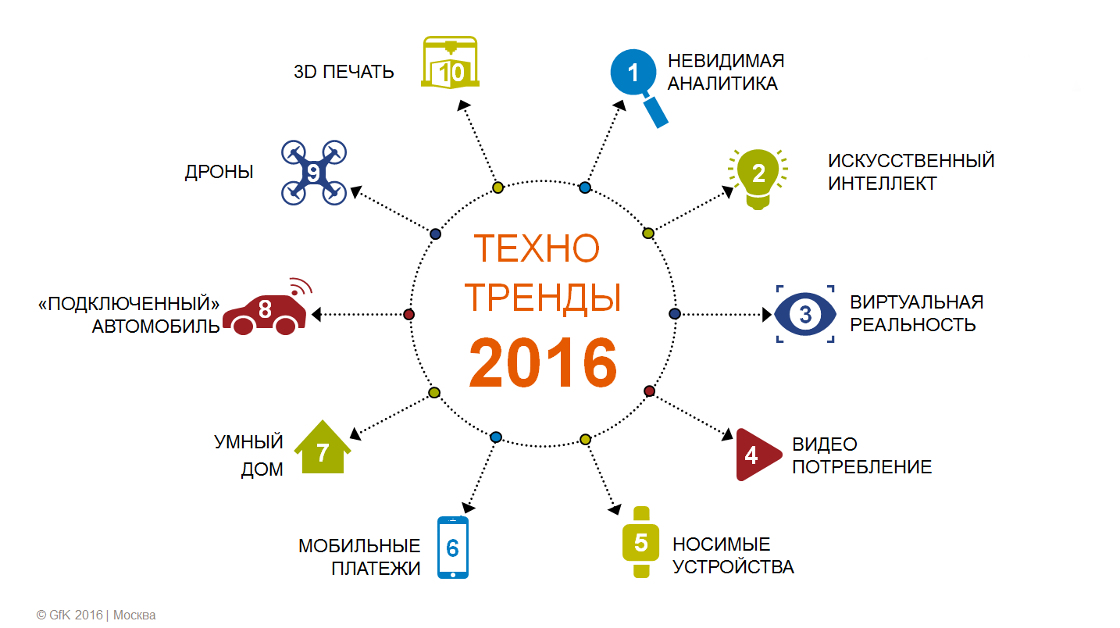 ТЕХНО
ТРЕНДЫ
2016
1
НЕВИДИМАЯ
АНАЛИТИКА
2
ИСКУССТВЕННЫЙ
ИНТЕЛЛЕКТ
3
ВИРТУАЛЬНАЯ
РЕАЛЬНОСТЬ
4
ВИДЕО
ПОТРЕБЛЕНИЕ
5
НОСИМЫЕ
УСТРОЙСТВА
6
МОБИЛЬНЫЕ
ПЛАТЕЖИ
7
УМНЫЙ
ДОМ
8
«ПОДКЛЮЧЕННЫЙ»
АВТОМОБИЛЬ
9
ДРОНЫ
10
3D ПЕЧАТЬ
© GfK 2016 | Москва